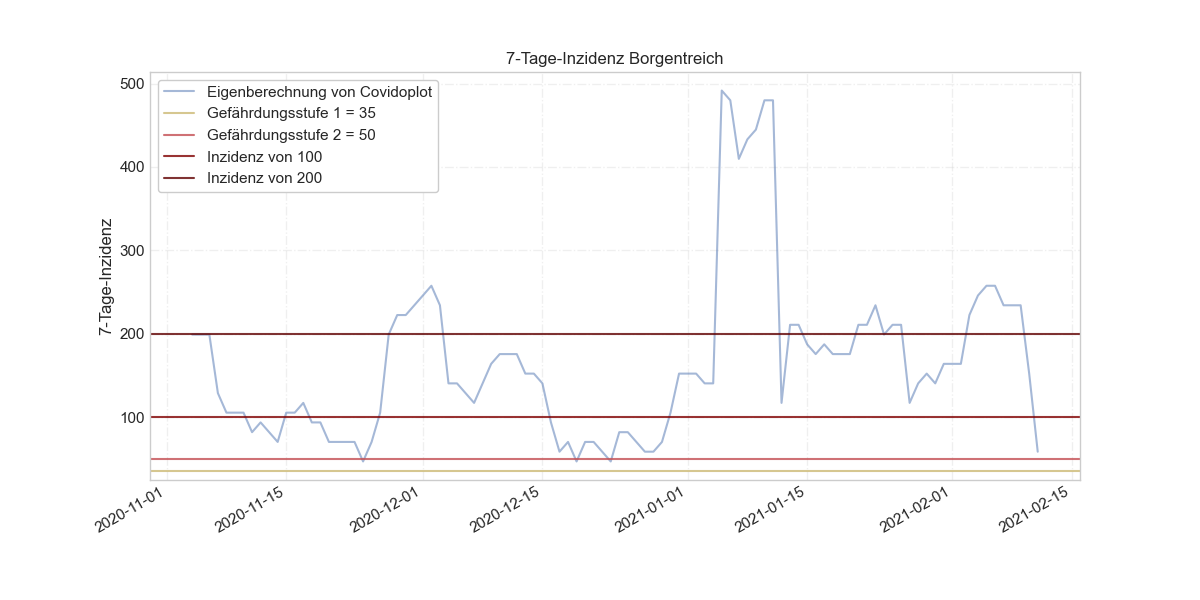 7-Tage-Inzidenz Borgentreich
Eigenberechnung von Covidoplot
Gefährdungsstufe 1 = 35
Gefährdungsstufe 2 = 50
Inzidenz von 100
Inzidenz von 200
7-Tage-Inzidenz
500
400
300
200
100
2020-11-01
2020-11-15
2020-12-01
2020-12-15
2021-01-01
2021-01-15
2021-02-01
2021-02-15